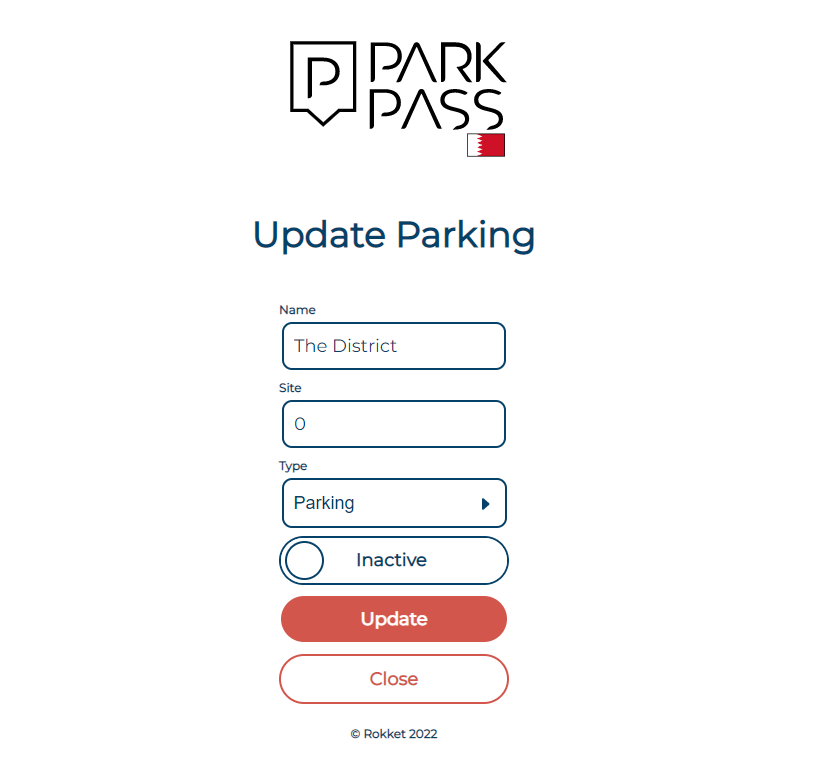 P
PARK
PASS
Update Parking
Name
The District
Site
0
Type
Parking
Inactive
Update
Close
© Rokket 2022